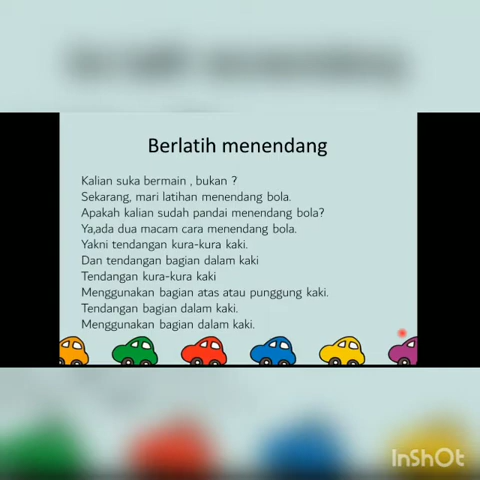 Berlatih menendang
Kalian suka bermain , bukan ?
Sekarang, mari latihan menendang bola.
Apakah kalian sudah pandai menendang bola?
Ya,ada dua macam cara menendang bola.
Yakni tendangan kura-kura kaki.
Dan tendangan bagian dalam kaki
Tendangan kura-kura kaki
Menggunakan bagian atas atau punggung kaki.
Tendangan bagian dalam kaki.
Menggunakan bagian dalam kaki.
InShOt